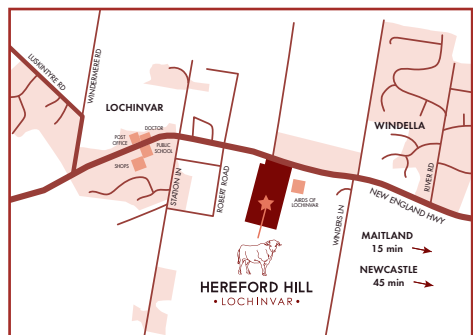 LUSKINTYRE RD
WINDERMERE RD
LOCHINVAR
DOCTOR
POST
OFFICE
PUBLIC
SCHOOL
SHOPS
STATION LN
ROBERT ROAD
AIRDS OF
LOCHINVAR
WINDERS LN
WINDELLA
RIVER RD
NEW ENGLAND HWY
MAITLAND
15 min
NEWCASTLE
45 min
HEREFORD HILL
• LOCHINVAR •